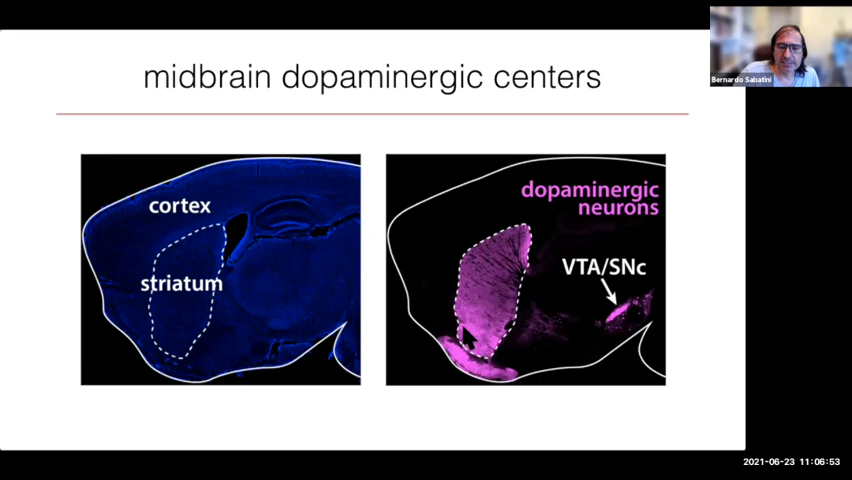 midbrain dopaminergic centers
Bernardo Sabatini
cortex
striatum
dopaminergic
neurons
VTA/SNc
2021-06-23 11:06:53